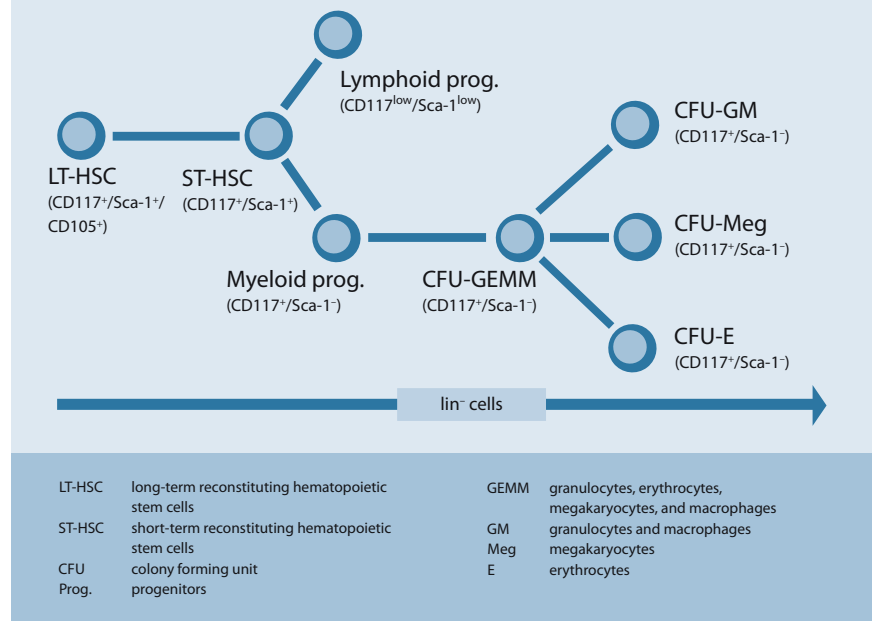 Lymphoid prog.
(CD117low/Sca-1low)
CFU-GM
(CD117+/Sca-1−)
LT-HSC
(CD117+/Sca-1+/
CD105+)
ST-HSC
(CD117+/Sca-1+)
CFU-Meg
(CD117+/Sca-1−)
Myeloid prog.
(CD117+/Sca-1−)
CFU-GEMM
(CD117+/Sca-1−)
CFU-E
(CD117+/Sca-1−)
lin− cells
LT-HSC long-term reconstituting hematopoietic
stem cells
ST-HSC short-term reconstituting hematopoietic
stem cells
CFU colony forming unit
Prog. progenitors
GEMM granulocytes, erythrocytes,
megakaryocytes, and macrophages
GM granulocytes and macrophages
Meg megakaryocytes
E erythrocytes